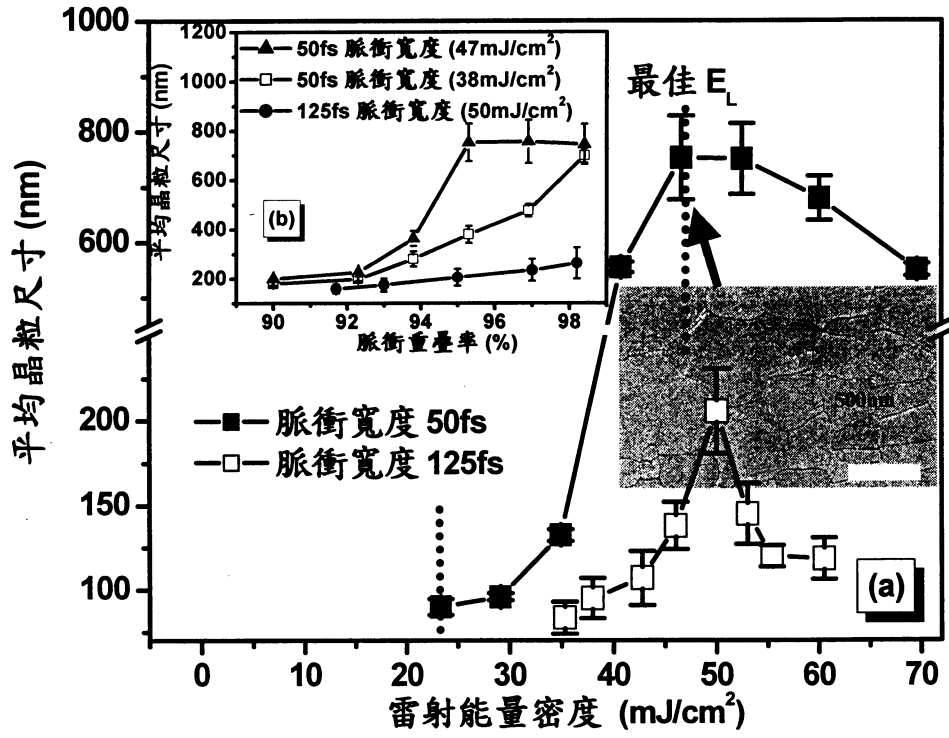 平均晶粒尺寸 (nm)
1000
800
600
200
150
100
0 10 20 30 40 50 60 70
雷射能量密度 (mJ/cm²)
最佳 E_L
脈衝寬度 50fs
脈衝寬度 125fs
500nm
(a)
平均晶粒尺寸 (nm)
1200
1000
800
600
400
200
90 92 94 96 98
脈衝重疊率 (%)
50fs 脈衝寬度 (47mJ/cm²)
50fs 脈衝寬度 (38mJ/cm²)
125fs 脈衝寬度 (50mJ/cm²)
(b)